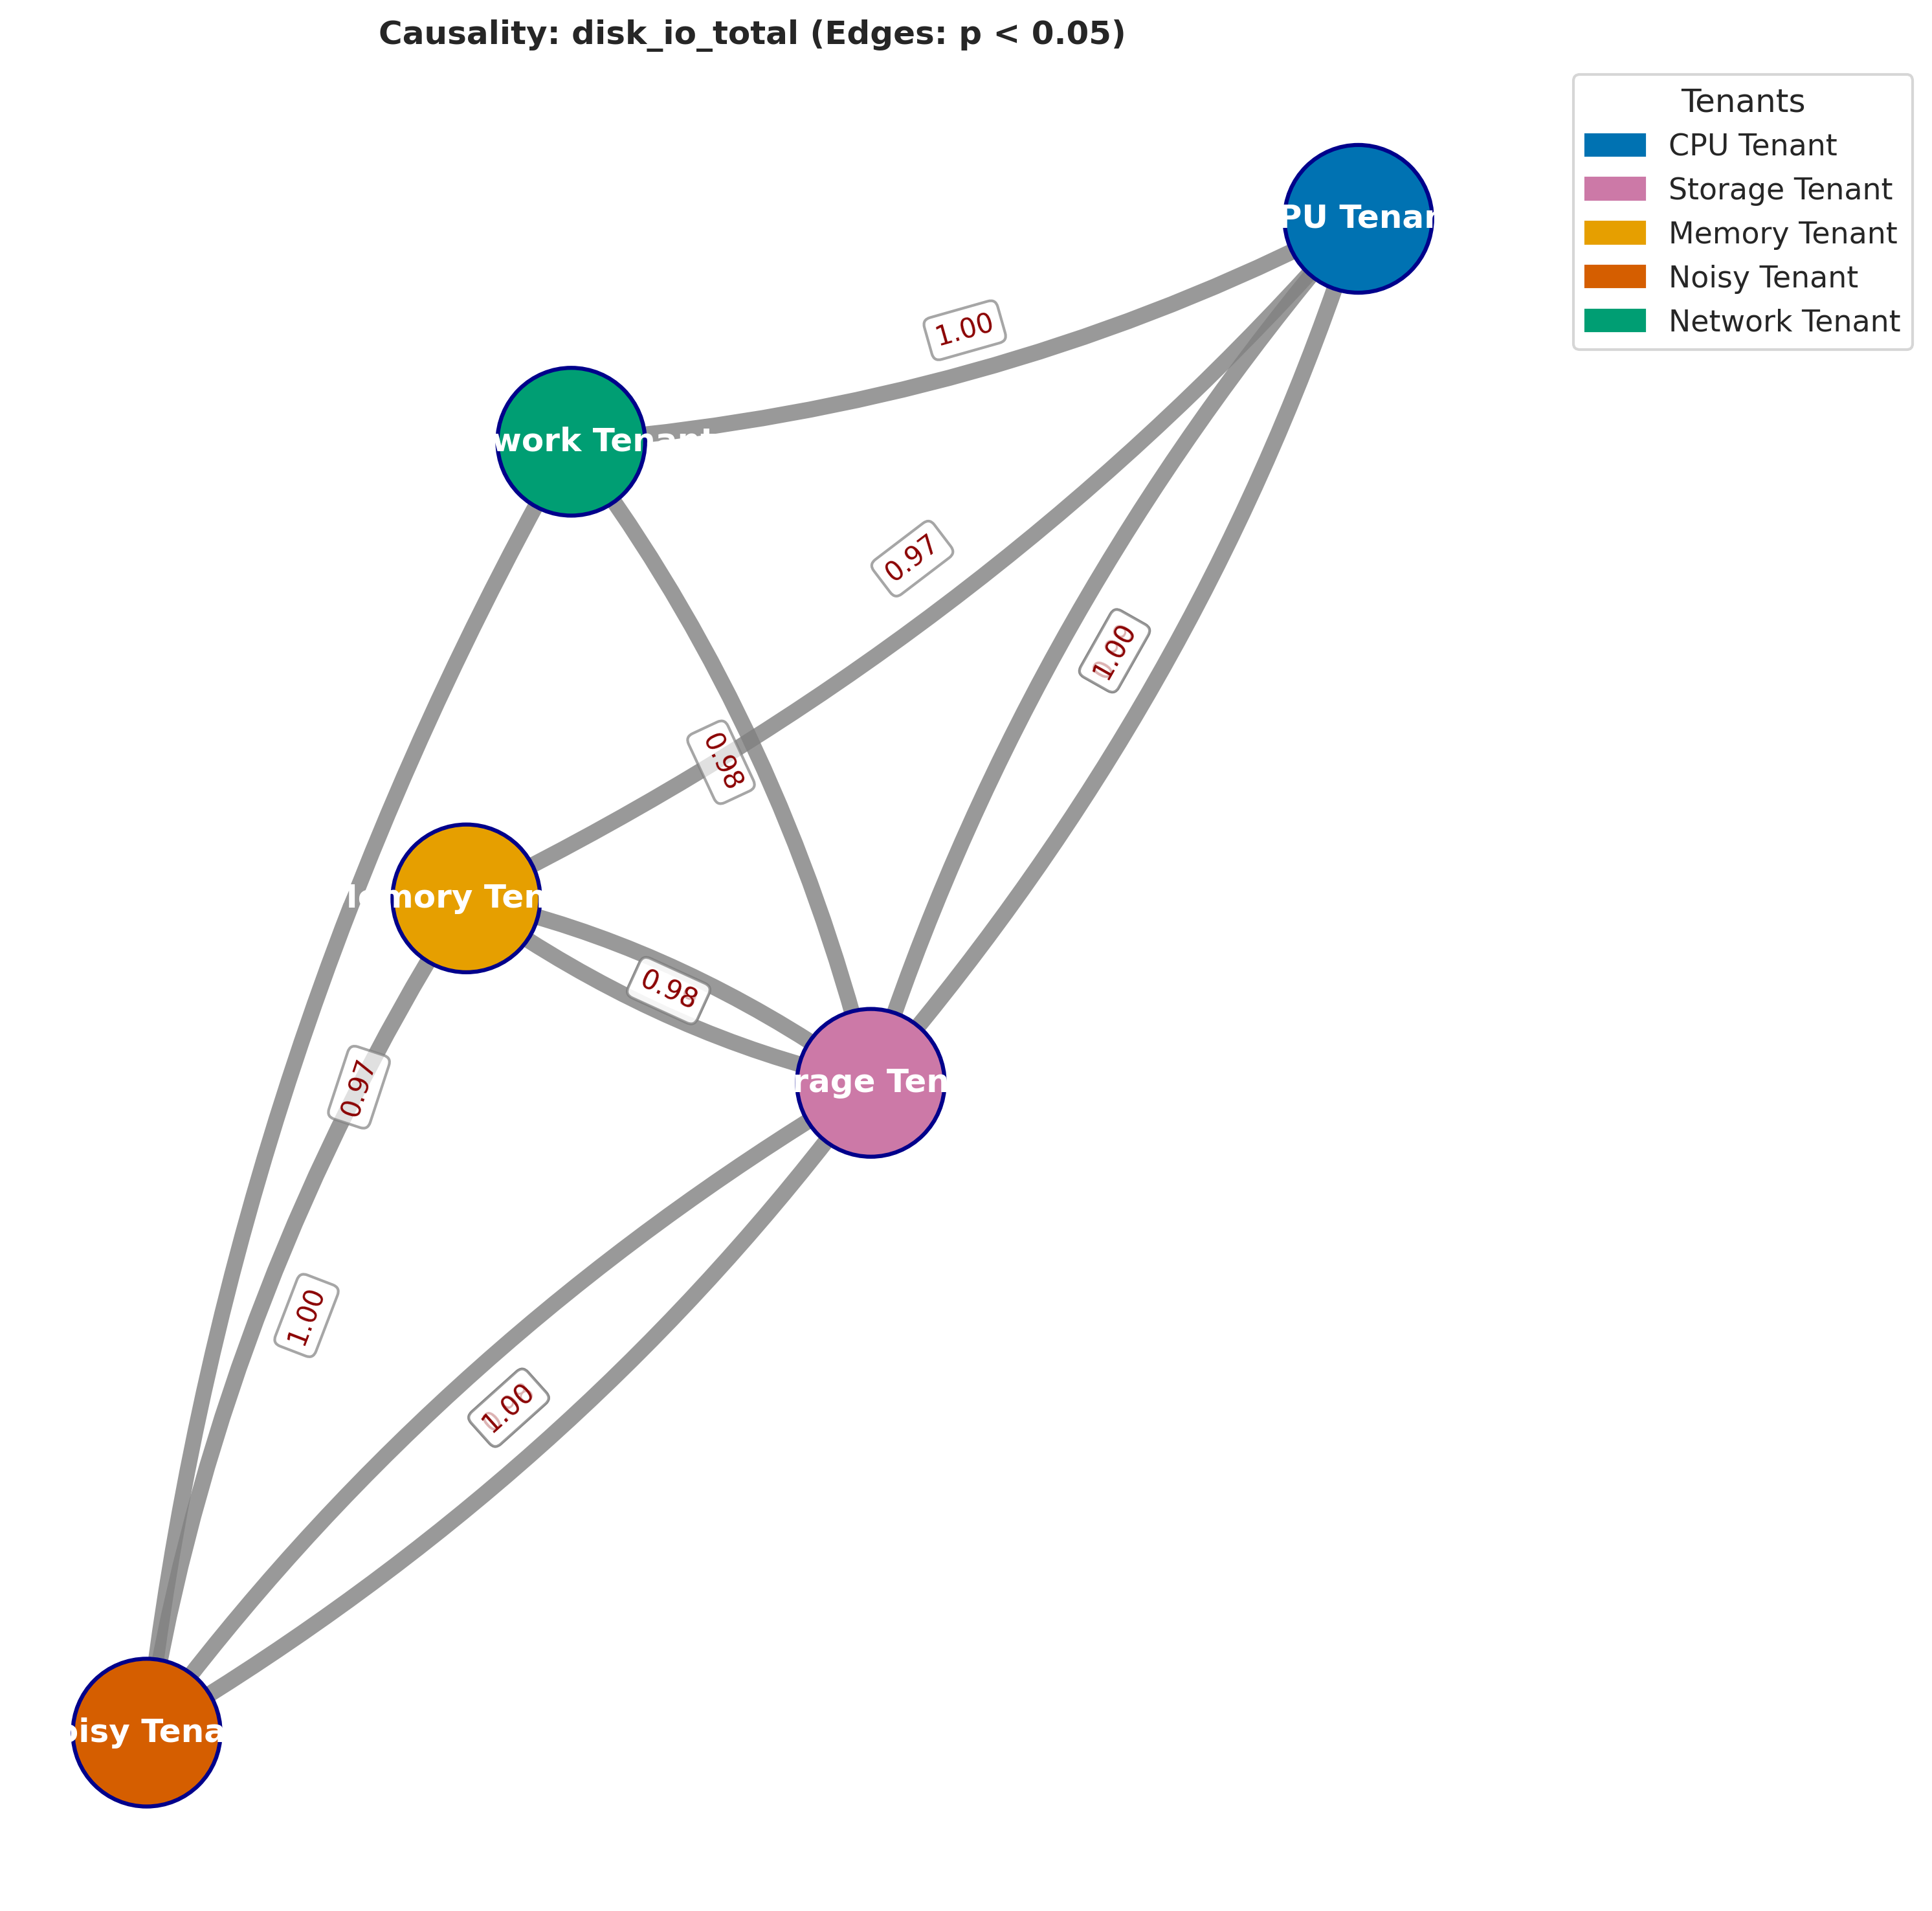 Causality: disk_io_total (Edges: p < 0.05)
Tenants
CPU Tenant
Storage Tenant
Memory Tenant
Noisy Tenant
Network Tenant
PU Tenan
1.00
work Tenant
0.97
1.00
0.98
mory Ten
0.98
rage Ten
0.97
1.00
1.00
oisy Tena